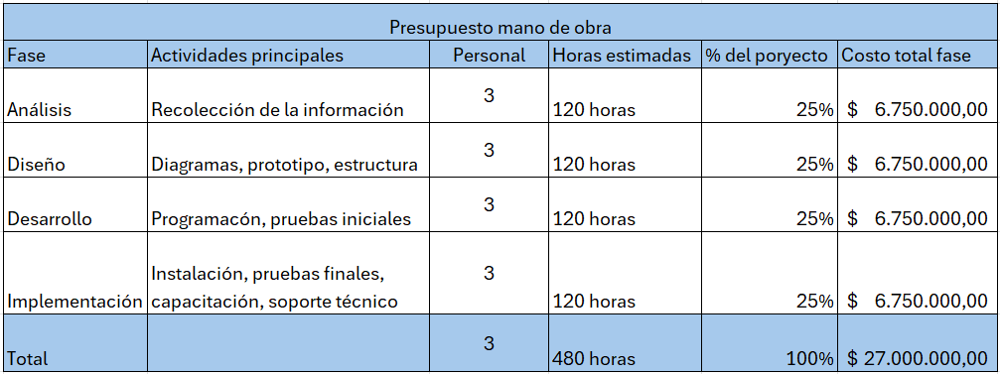 Presupuesto mano de obra
Fase Actividades principales Personal Horas estimadas % del poryecto Costo total fase
Análisis Recolección de la información 3 120 horas 25% $ 6.750.000,00
Diseño Diagramas, prototipo, estructura 3 120 horas 25% $ 6.750.000,00
Desarrollo Programacón, pruebas iniciales 3 120 horas 25% $ 6.750.000,00
Instalación, pruebas finales,
Implementación capacitación, soporte técnico 3 120 horas 25% $ 6.750.000,00
Total 3 480 horas 100% $ 27.000.000,00